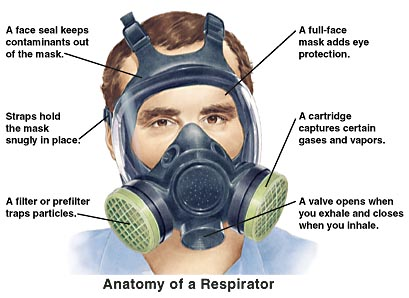 A face seal keeps
contaminants out
of the mask.
A full-face
mask adds eye
protection.
Straps hold
the mask
snugly in place.
A cartridge
captures certain
gases and vapors.
A filter or prefilter
traps particles.
A valve opens when
you exhale and closes
when you inhale.
Anatomy of a Respirator